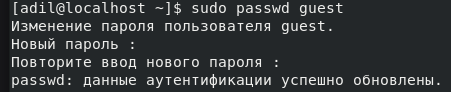 [adil@localhost ~]$ sudo passwd guest
Изменение пароля пользователя guest.
Новый пароль :
Повторите ввод нового пароля :
passwd: данные аутентификации успешно обновлены.